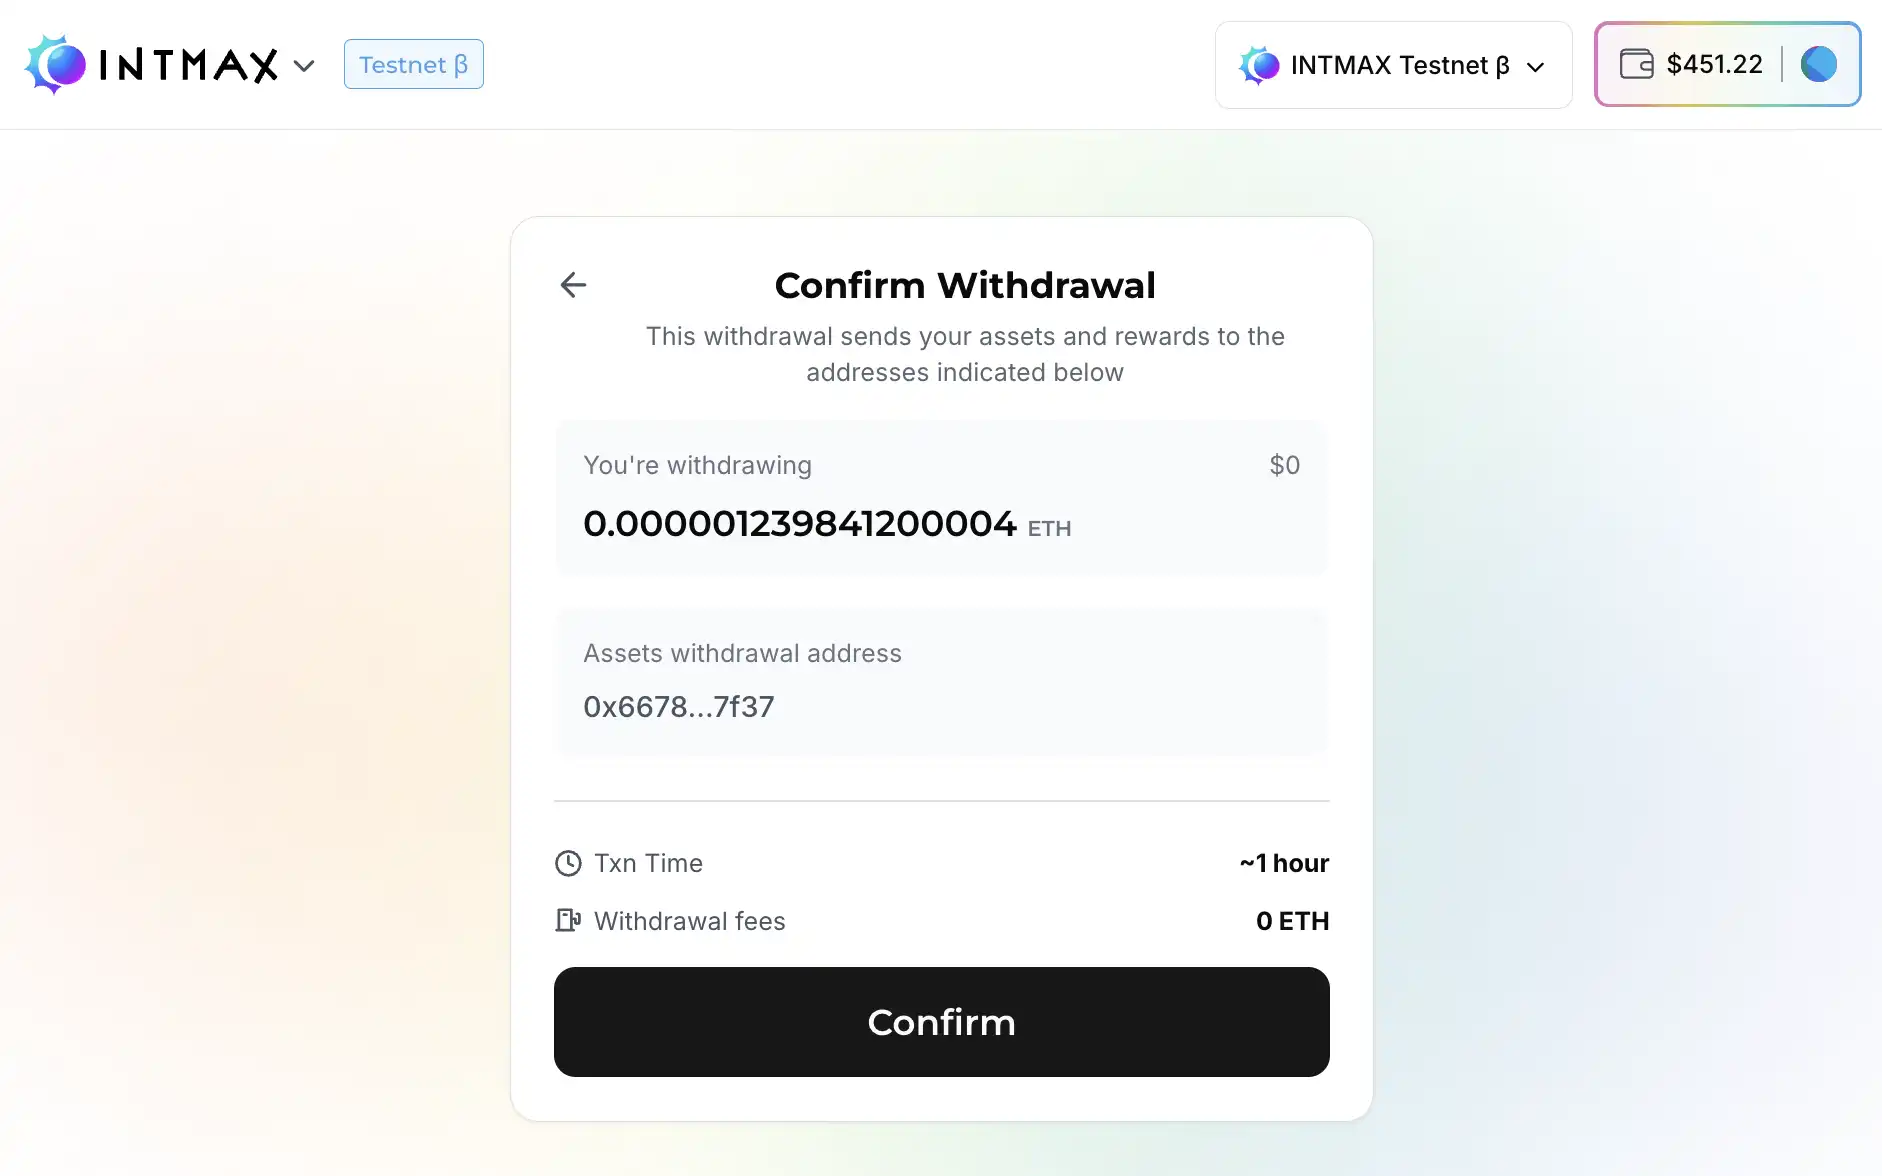 INTMAX
Testnet β
INTMAX Testnet β
$451.22
Confirm Withdrawal
This withdrawal sends your assets and rewards to the
addresses indicated below
You're withdrawing
$0
0.000001239841200004 ETH
Assets withdrawal address
0x6678...7f37
Txn Time
~1 hour
Withdrawal fees
0 ETH
Confirm